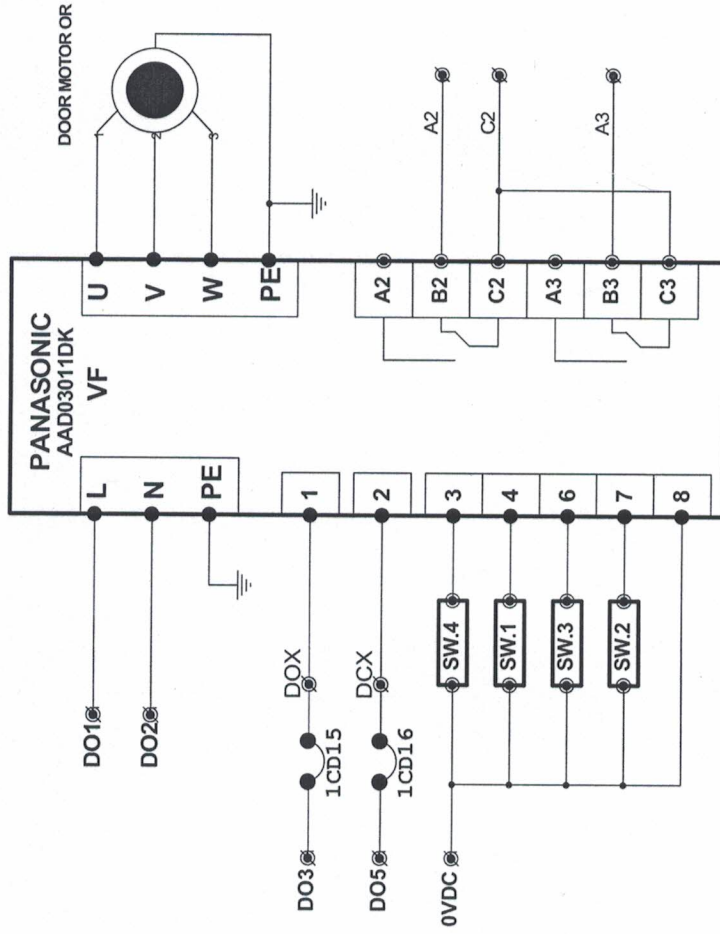 DOOR MOTOR OR
1
2
3
PANASONIC
AAD03011DK
VF
U
V
W
PE
L
N
PE
DO1
DO2
1
2
3
4
6
7
8
DOX
1CD15
DO3
DCX
1CD16
DO5
0VDC
SW.4
SW.1
SW.3
SW.2
A2
B2
C2
A3
B3
C3
A2
C2
A3